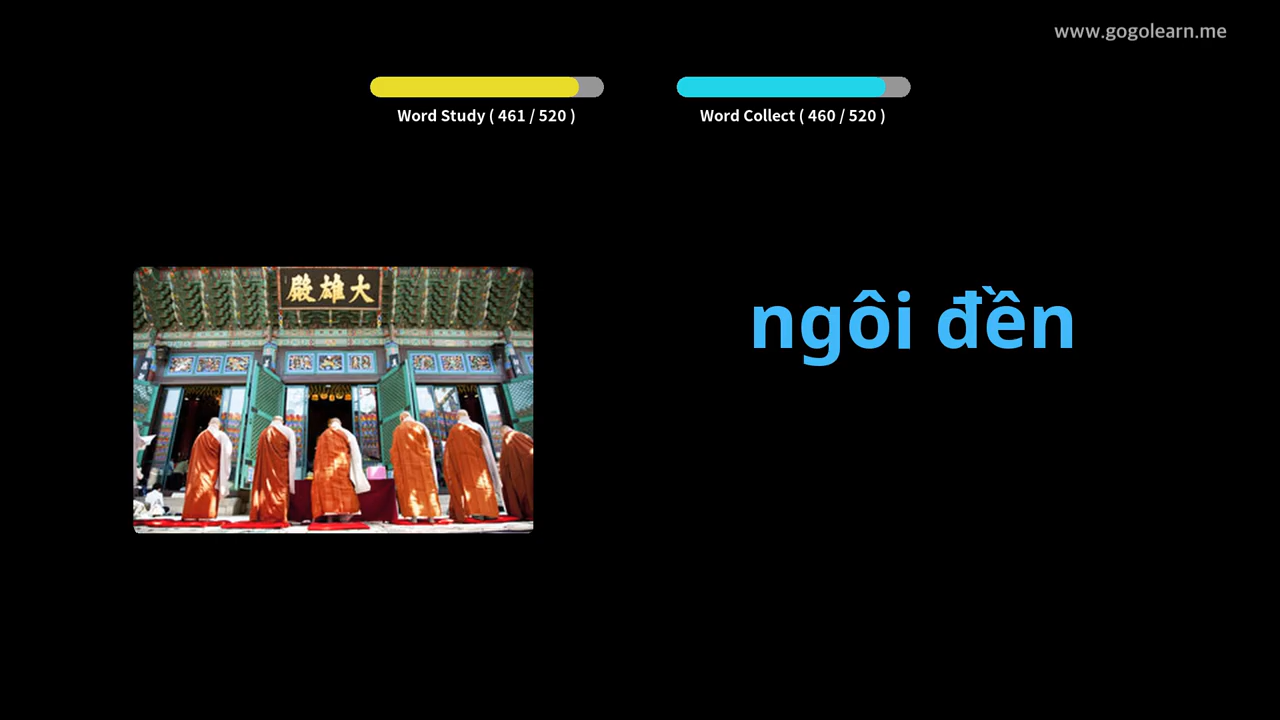 www.gogolearn.me
Word Study ( 461 / 520 )
Word Collect ( 460 / 520 )
殿雄大
ngôi đền